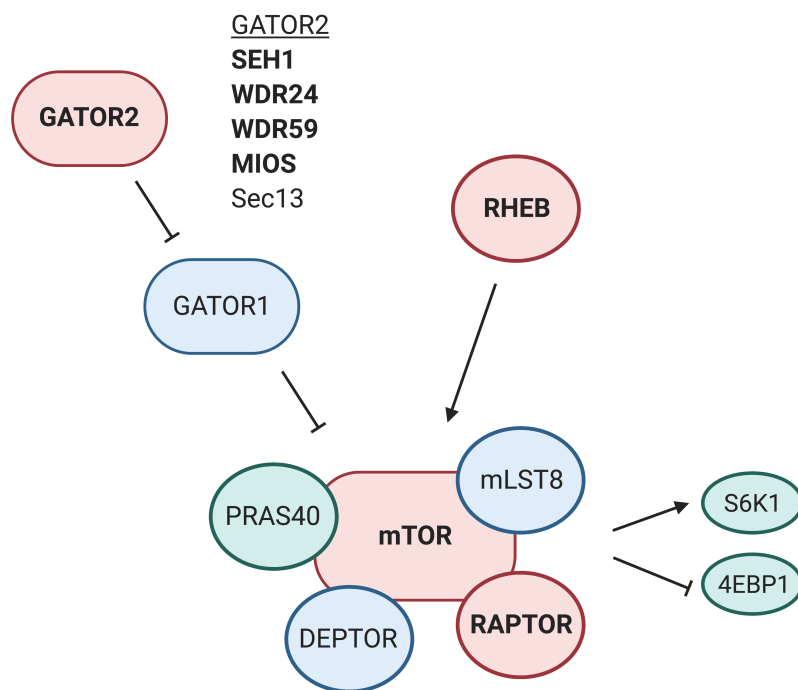 GATOR2
SEH1
WDR24
WDR59
MIOS
Sec13
GATOR2
RHEB
GATOR1
mLST8
PRAS40
mTOR
S6K1
4EBP1
DEPTOR
RAPTOR